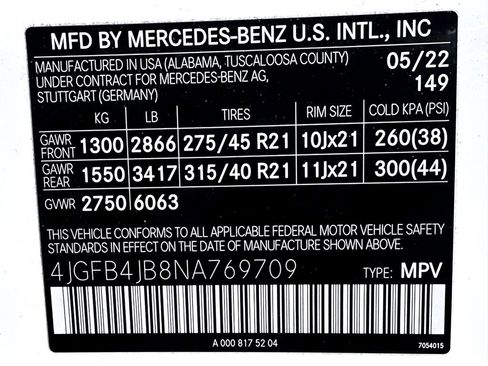 MFD BY MERCEDES-BENZ U.S. INTL., INC
MANUFACTURED IN USA (ALABAMA, TUSCALOOSA COUNTY) 05/22
UNDER CONTRACT FOR MERCEDES-BENZ AG, 149
STUTTGART (GERMANY)
KG LB TIRES RIM SIZE COLD KPA (PSI)
GAWR FRONT 1300 2866 275/45 R21 10Jx21 260(38)
GAWR REAR 1550 3417 315/40 R21 11Jx21 300(44)
GVWR 2750 6063
THIS VEHICLE CONFORMS TO ALL APPLICABLE FEDERAL MOTOR VEHICLE SAFETY
STANDARDS IN EFFECT ON THE DATE OF MANUFACTURE SHOWN ABOVE.
4JGFB4JB8NA769709 TYPE: MPV
A 000 817 52 04
7054015